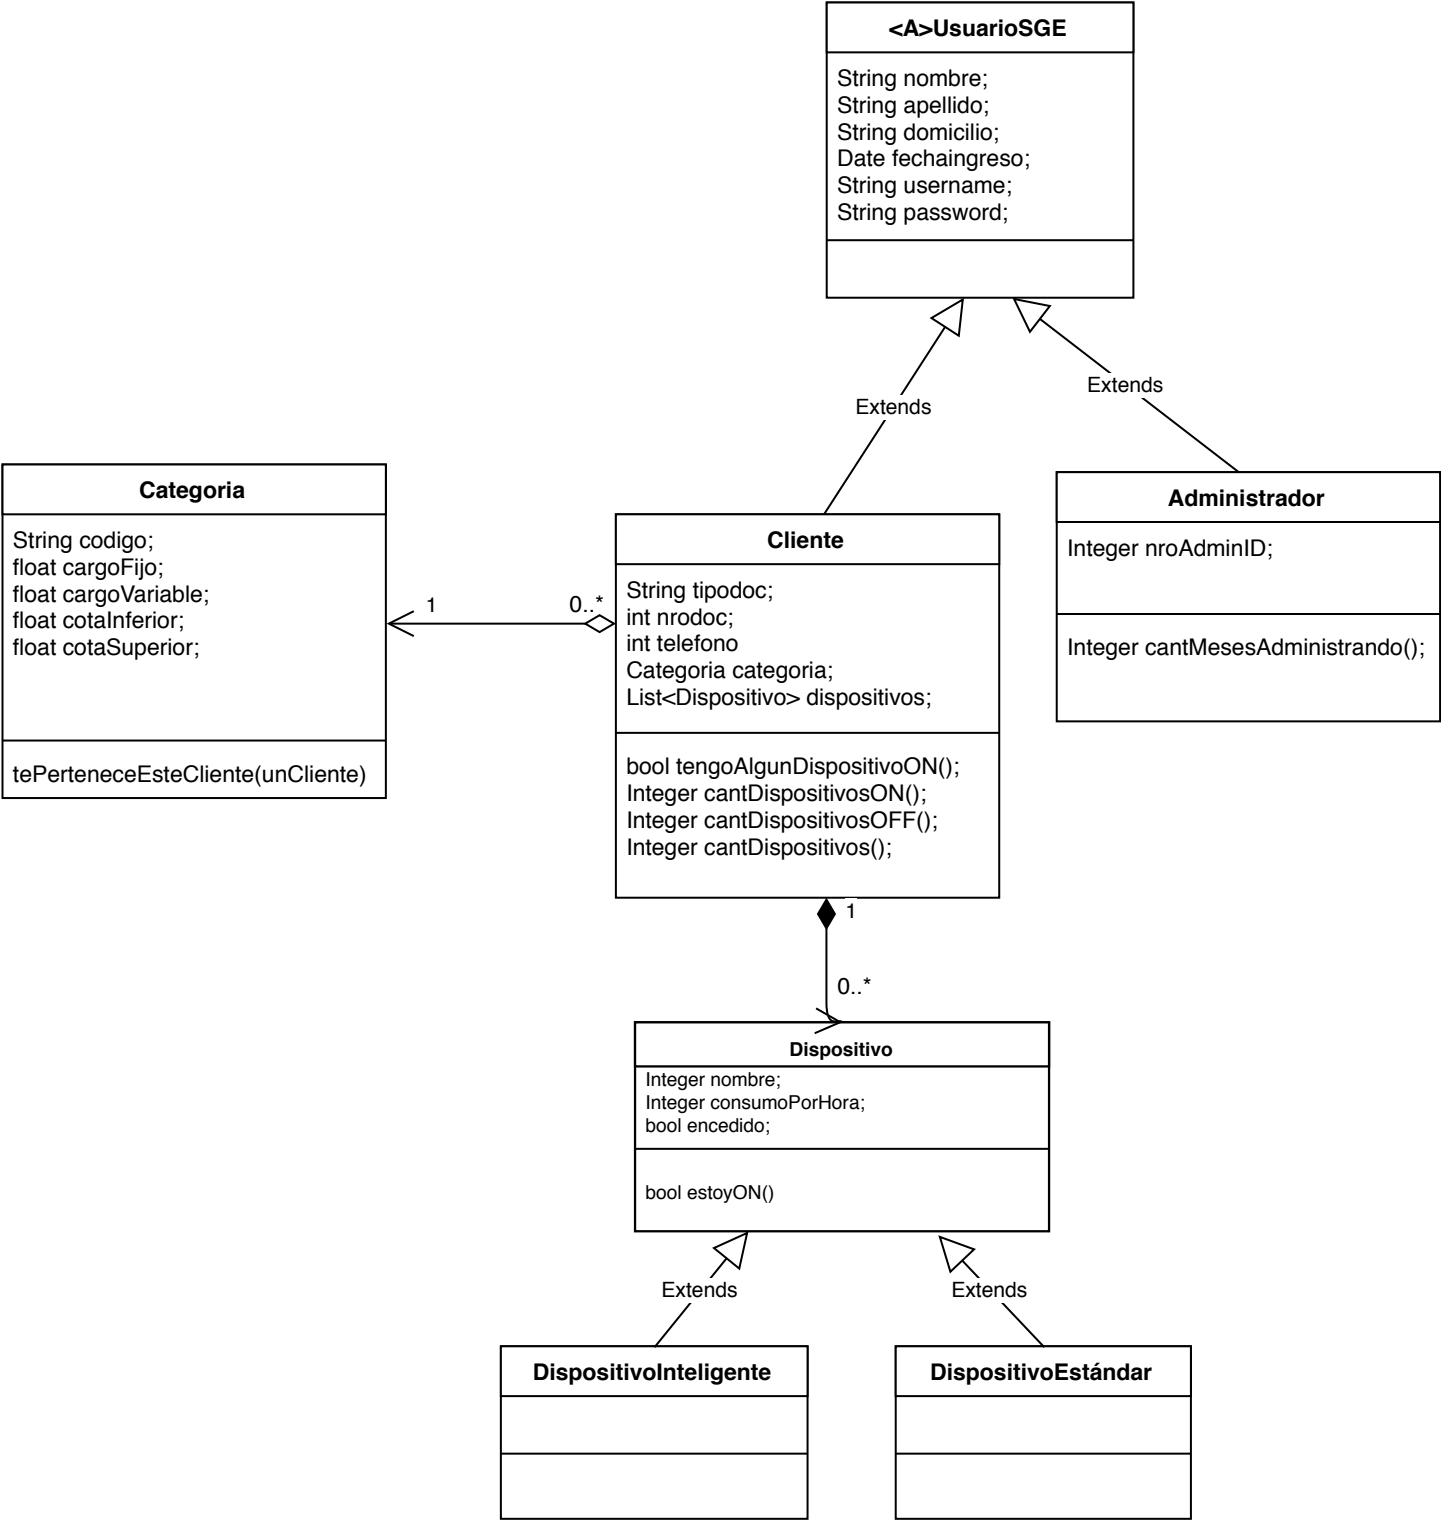 <A>UsuarioSGE
String nombre;
String apellido;
String domicilio;
Date fechaingreso;
String username;
String password;
Extends
Extends
Categoria
String codigo;
float cargoFijo;
float cargoVariable;
float cotaInferior;
float cotaSuperior;
tePerteneceEsteCliente(unCliente)
1
0..*
Cliente
String tipodoc;
int nrodoc;
int telefono
Categoria categoria;
List<Dispositivo> dispositivos;
bool tengoAlgunDispositivoON();
Integer cantDispositivosON();
Integer cantDispositivosOFF();
Integer cantDispositivos();
Administrador
Integer nroAdminID;
Integer cantMesesAdministrando();
1
0..*
Dispositivo
Integer nombre;
Integer consumoPorHora;
bool encedido;
bool estoyON()
Extends
Extends
DispositivoInteligente
DispositivoEstándar